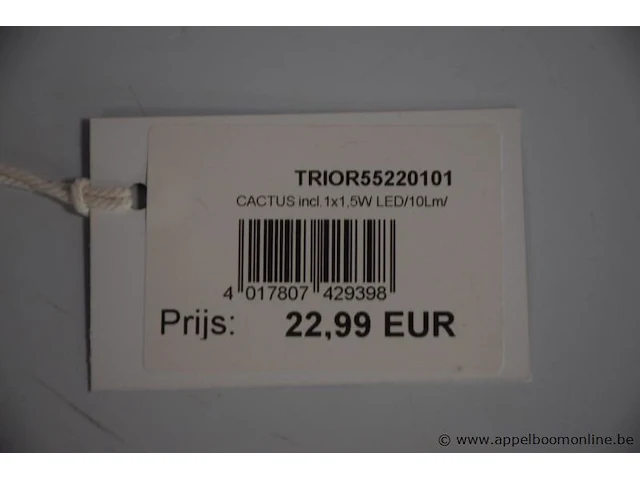 TRIOR55220101
CACTUS incl.1x1,5W LED/10Lm/
4 017807 429398
Prijs: 22,99 EUR
© www.appelboomonline.be